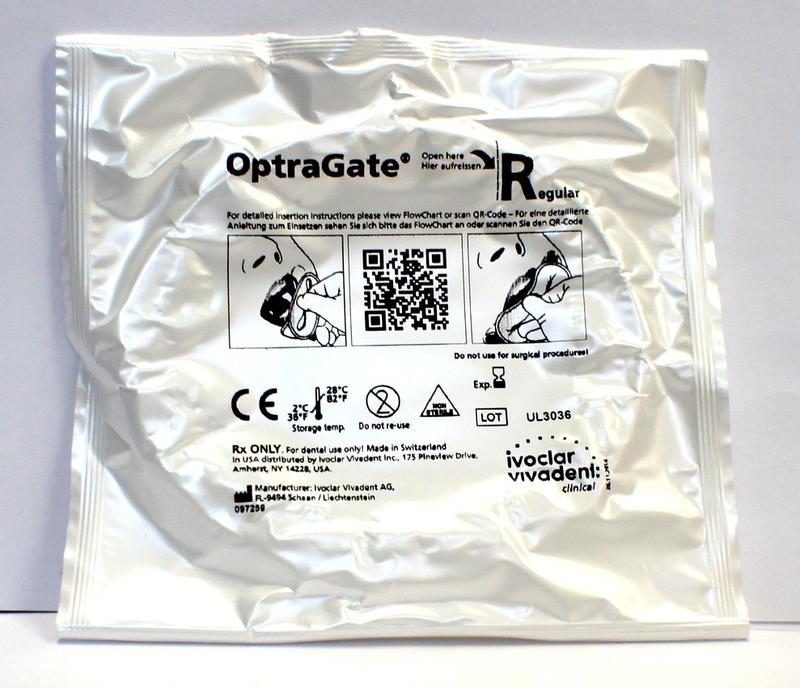 OptraGate®
Open here
Hier aufreissen
Regular
For detailed insertion instructions please view FlowChart or scan QR-Code – Für eine detaillierte
Anleitung zum Einsetzen sehen Sie sich bitte das FlowChart an oder scannen Sie den QR-Code
Do not use for surgical procedures!
CE
2°C
36°F
28°C
82°F
Storage temp.
2
Do not re-use
NON
STERILE
Exp.
LOT
UL3036
Rx ONLY. For dental use only! Made in Switzerland
In USA distributed by Ivoclar Vivadent Inc., 175 Pineview Drive,
Amherst, NY 14228, USA.
Manufacturer: Ivoclar Vivadent AG,
FL-9494 Schaan / Liechtenstein
097259
ivoclar
vivadent:
clinical